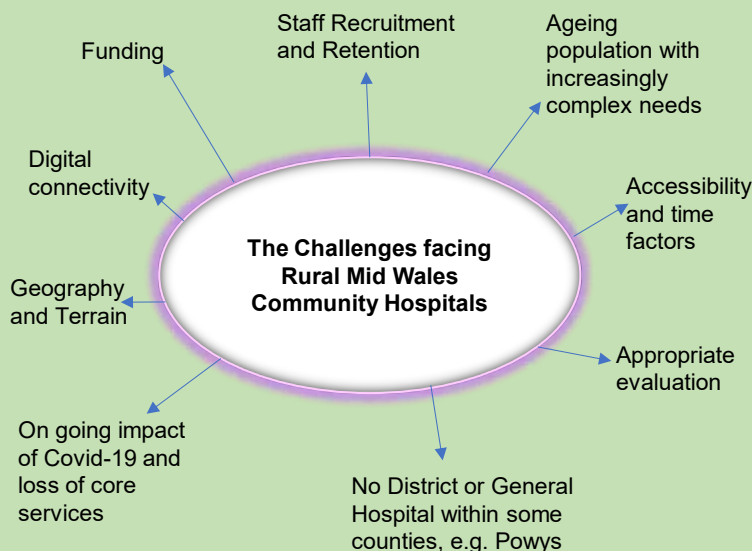 Staff Recruitment
and Retention
Ageing
population with
increasingly
complex needs
Funding
Digital
connectivity
Accessibility
and time
factors
The Challenges facing
Rural Mid Wales
Community Hospitals
Geography
and Terrain
Appropriate
evaluation
On going impact
of Covid-19 and
loss of core
services
No District or General
Hospital within some
counties, e.g. Powys